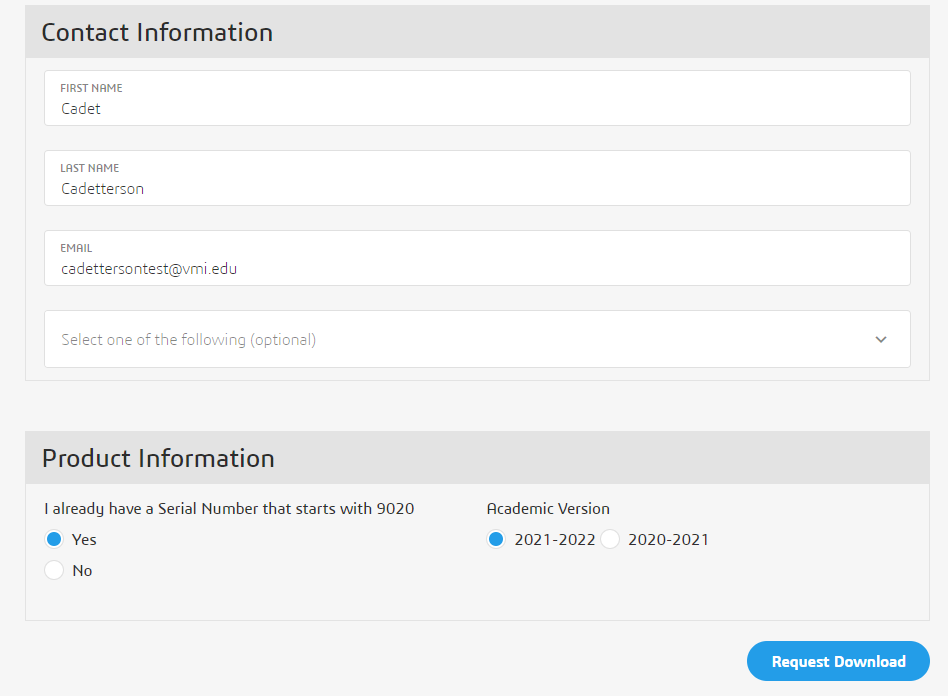 Contact Information
FIRST NAME
Cadet
LAST NAME
Cadetterson
EMAIL
cadettersontest@vmi.edu
Select one of the following (optional)
Product Information
I already have a Serial Number that starts with 9020
Yes
No
Academic Version
2021-2022 2020-2021
Request Download